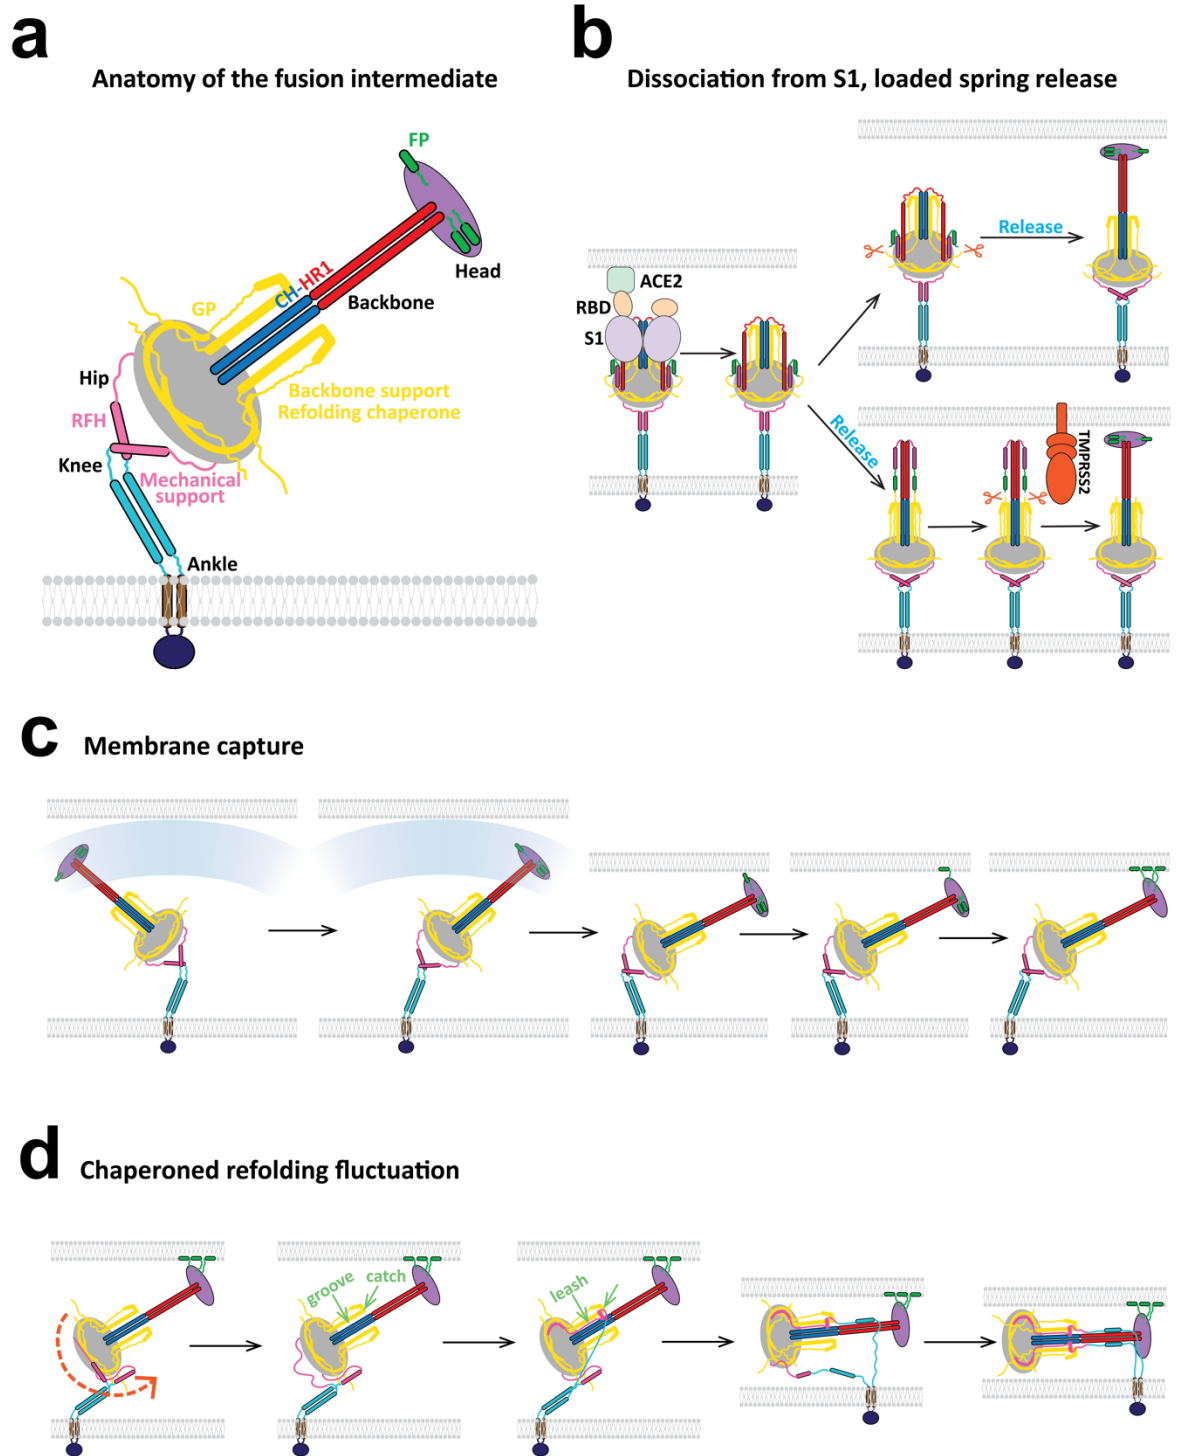 a
Anatomy of the fusion intermediate
FP
Head
CH-HR1
Backbone
GP
Hip
Backbone support
Refolding chaperone
RFH
Knee
Mechanical
support
Ankle
b
Dissociation from S1, loaded spring release
ACE2
RBD
S1
Release
Release
TMPRSS2
c
Membrane capture
d
Chaperoned refolding fluctuation
groove
catch
leash